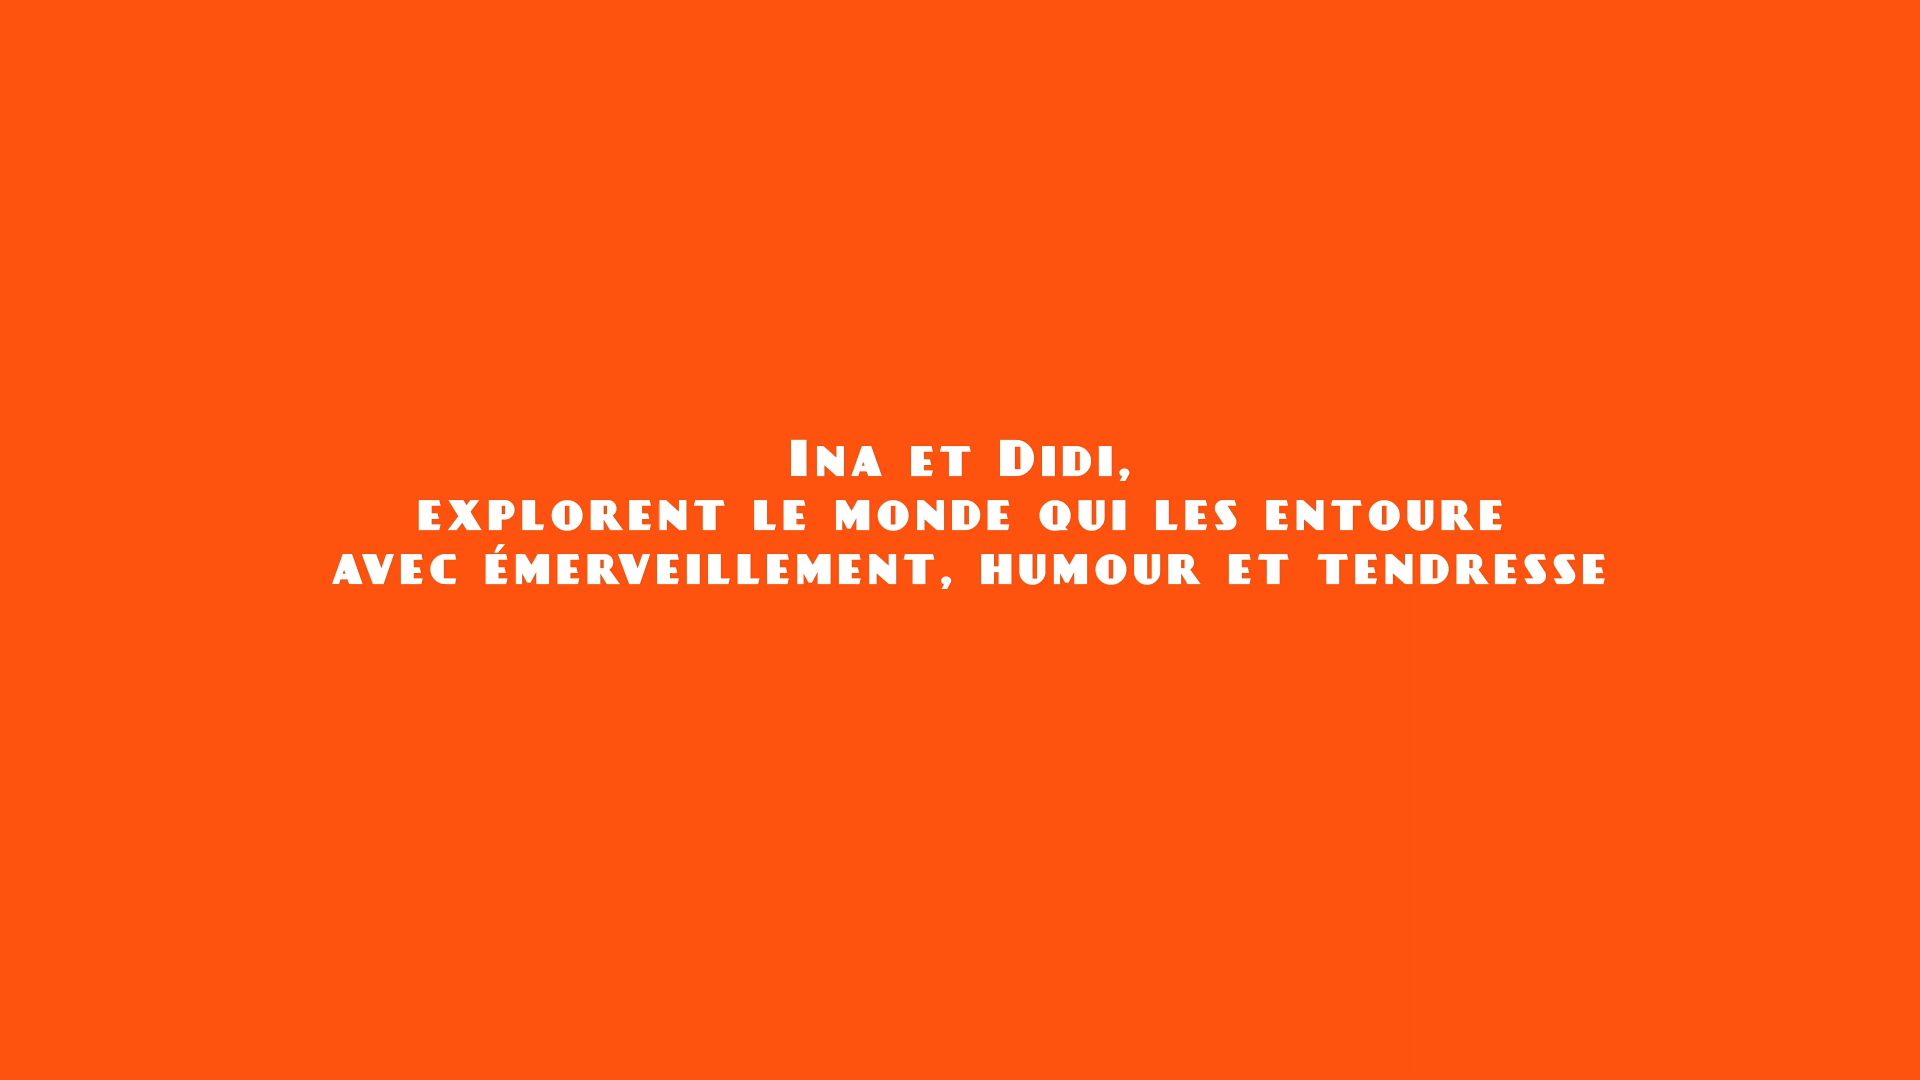 Ina et Didi,
explorent le monde qui les entoure
avec émerveillement, humour et tendresse